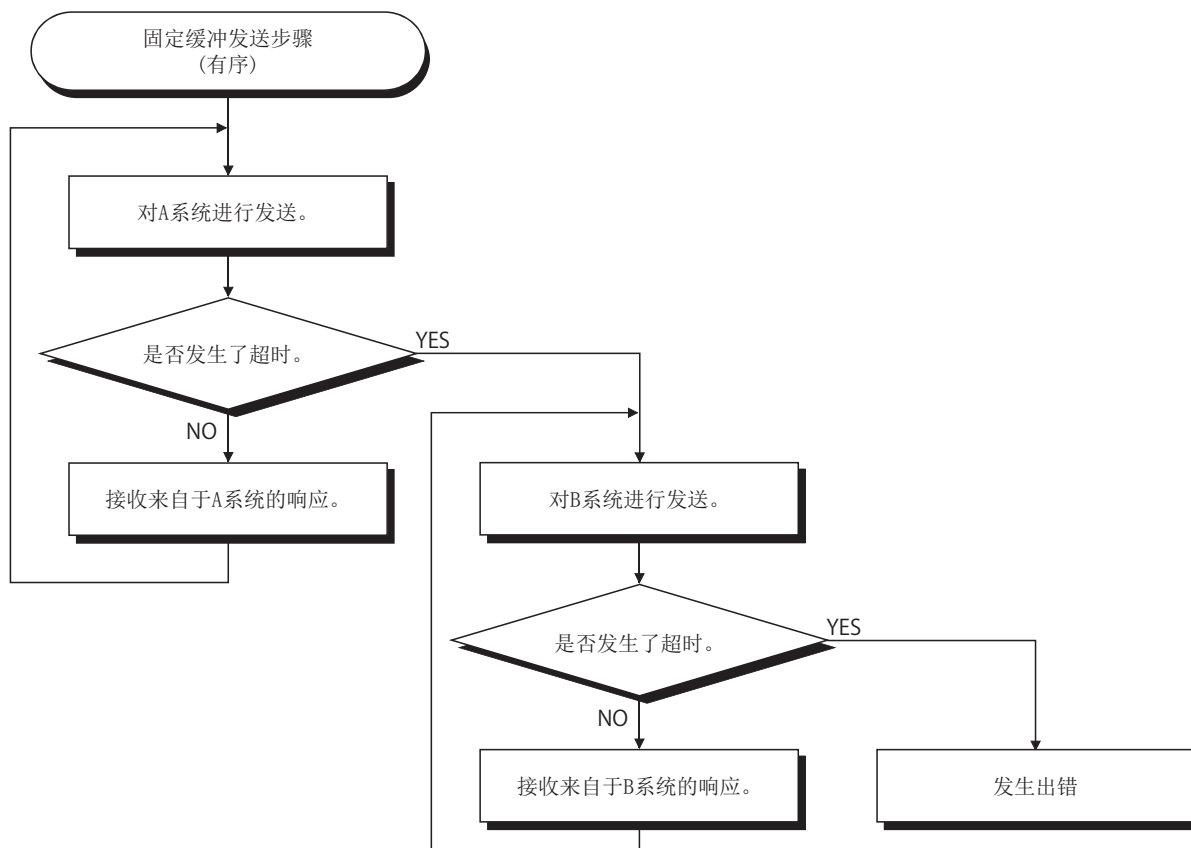 固定缓冲发送步骤
(有序)
对A系统进行发送。
是否发生了超时。
YES
NO
接收来自于A系统的响应。
对B系统进行发送。
是否发生了超时。
YES
NO
接收来自于B系统的响应。
发生出错